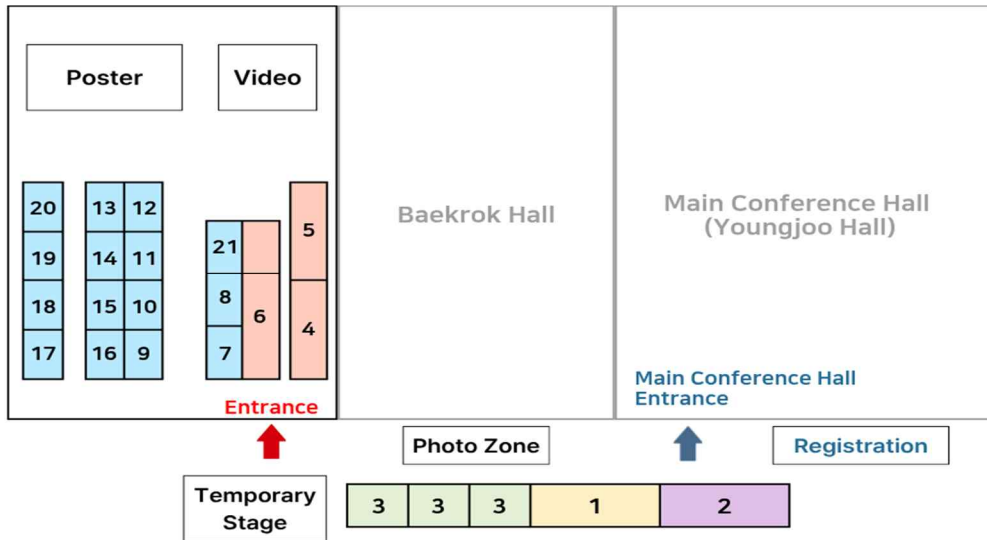 Poster
Video
20
13
12
19
14
11
18
15
10
17
16
9
21
8
7
6
5
4
Entrance
Baekrok Hall
Main Conference Hall
(Youngjoo Hall)
Main Conference Hall
Entrance
Photo Zone
Registration
Temporary
Stage
3
3
3
1
2